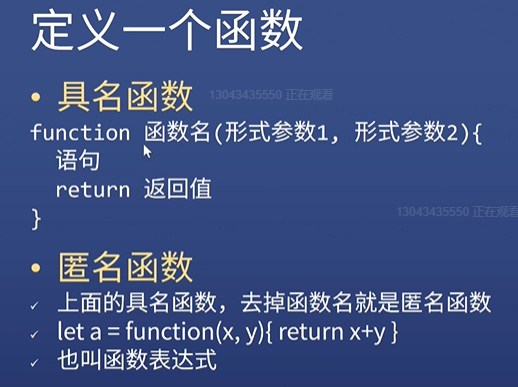 定义一个函数
• 具名函数
13043435550 正在观看
function 函数名(形式参数1, 形式参数2){
语句
return 返回值
13043435550 正在观看
}
• 匿名函数
✓ 上面的具名函数，去掉函数名就是匿名函数
✓ let a = function(x, y){ return x+y }
✓ 也叫函数表达式